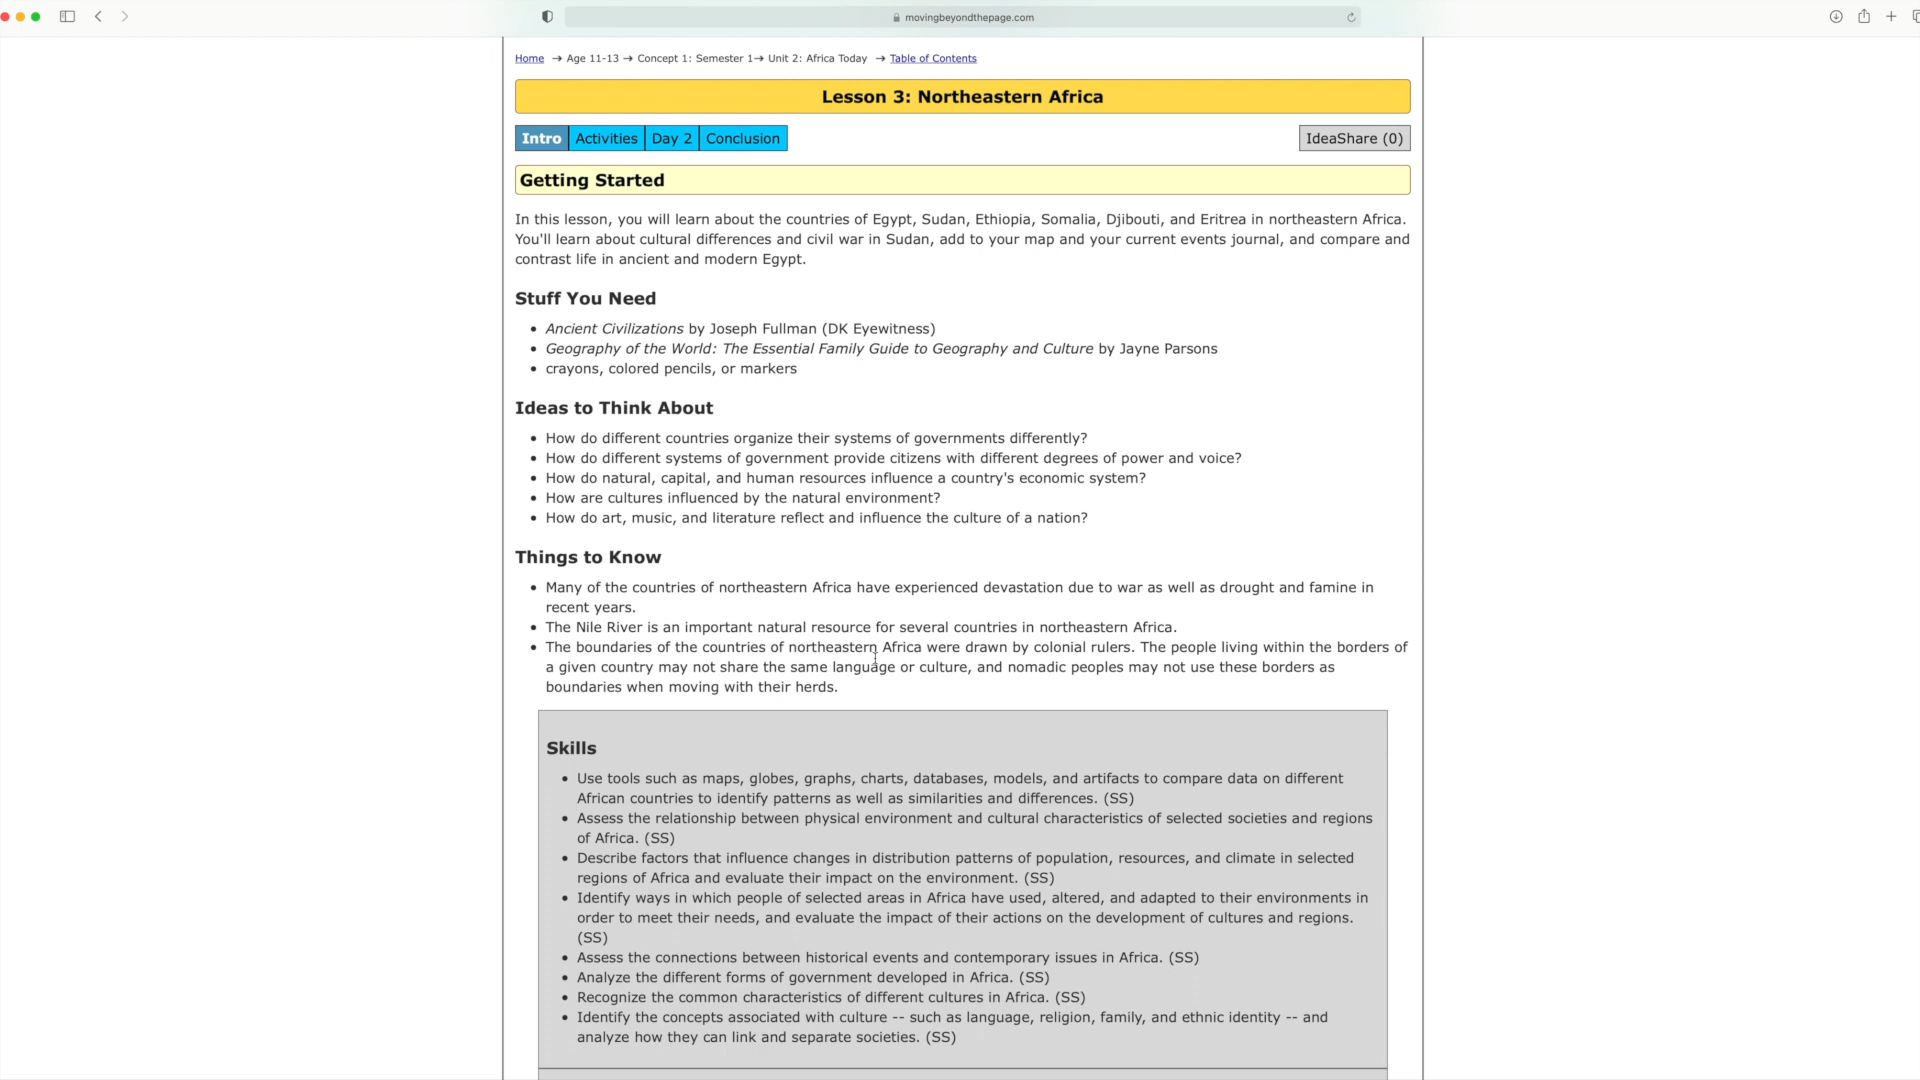 movingbeyondthepage.com
Home → Age 11-13 → Concept 1: Semester 1→ Unit 2: Africa Today → Table of Contents
Lesson 3: Northeastern Africa
Intro Activities Day 2 Conclusion IdeaShare (0)
Getting Started
In this lesson, you will learn about the countries of Egypt, Sudan, Ethiopia, Somalia, Djibouti, and Eritrea in northeastern Africa.
You'll learn about cultural differences and civil war in Sudan, add to your map and your current events journal, and compare and
contrast life in ancient and modern Egypt.
Stuff You Need
• Ancient Civilizations by Joseph Fullman (DK Eyewitness)
• Geography of the World: The Essential Family Guide to Geography and Culture by Jayne Parsons
• crayons, colored pencils, or markers
Ideas to Think About
• How do different countries organize their systems of governments differently?
• How do different systems of government provide citizens with different degrees of power and voice?
• How do natural, capital, and human resources influence a country's economic system?
• How are cultures influenced by the natural environment?
• How do art, music, and literature reflect and influence the culture of a nation?
Things to Know
• Many of the countries of northeastern Africa have experienced devastation due to war as well as drought and famine in
recent years.
• The Nile River is an important natural resource for several countries in northeastern Africa.
• The boundaries of the countries of northeastern Africa were drawn by colonial rulers. The people living within the borders of
a given country may not share the same language or culture, and nomadic peoples may not use these borders as
boundaries when moving with their herds.
Skills
• Use tools such as maps, globes, graphs, charts, databases, models, and artifacts to compare data on different
African countries to identify patterns as well as similarities and differences. (SS)
• Assess the relationship between physical environment and cultural characteristics of selected societies and regions
of Africa. (SS)
• Describe factors that influence changes in distribution patterns of population, resources, and climate in selected
regions of Africa and evaluate their impact on the environment. (SS)
• Identify ways in which people of selected areas in Africa have used, altered, and adapted to their environments in
order to meet their needs, and evaluate the impact of their actions on the development of cultures and regions.
(SS)
• Assess the connections between historical events and contemporary issues in Africa. (SS)
• Analyze the different forms of government developed in Africa. (SS)
• Recognize the common characteristics of different cultures in Africa. (SS)
• Identify the concepts associated with culture -- such as language, religion, family, and ethnic identity -- and
analyze how they can link and separate societies. (SS)